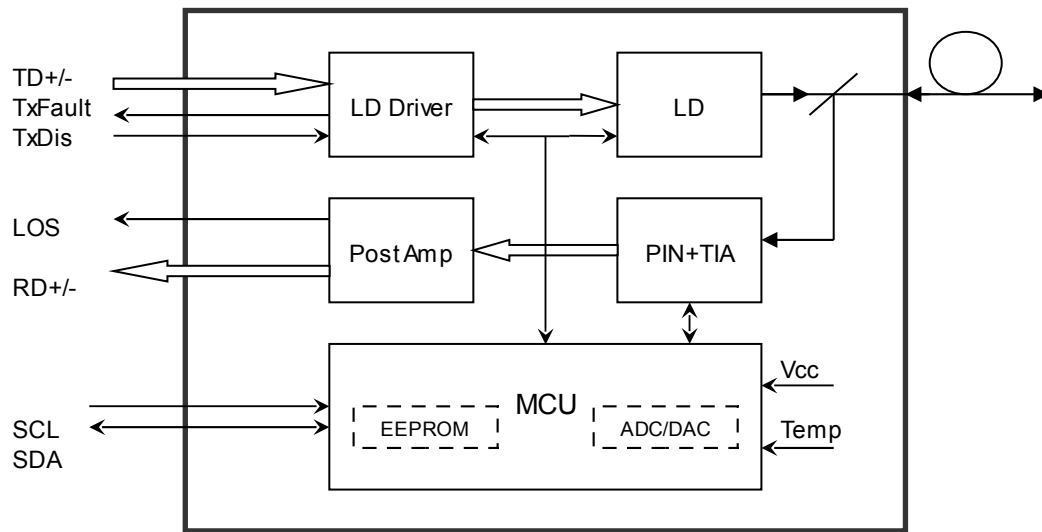 TD+/-
TxFault
TxDis
LD Driver
LD
LOS
RD+/-
Post Amp
PIN+TIA
Vcc
MCU
EEPROM
ADC/DAC
Temp
SCL
SDA